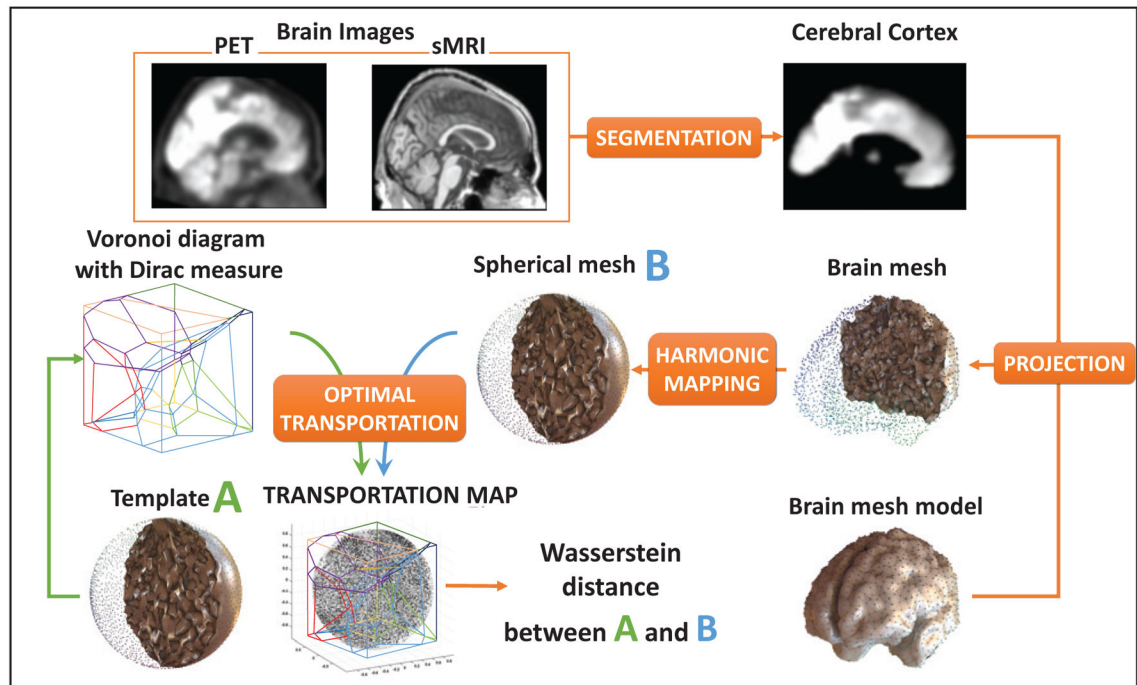 Brain Images
PET
sMRI
Cerebral Cortex
SEGMENTATION
Voronoi diagram
with Dirac measure
Spherical mesh B
Brain mesh
HARMONIC
MAPPING
PROJECTION
OPTIMAL
TRANSPORTATION
Template A
TRANSPORTATION MAP
Brain mesh model
Wasserstein
distance
between A and B